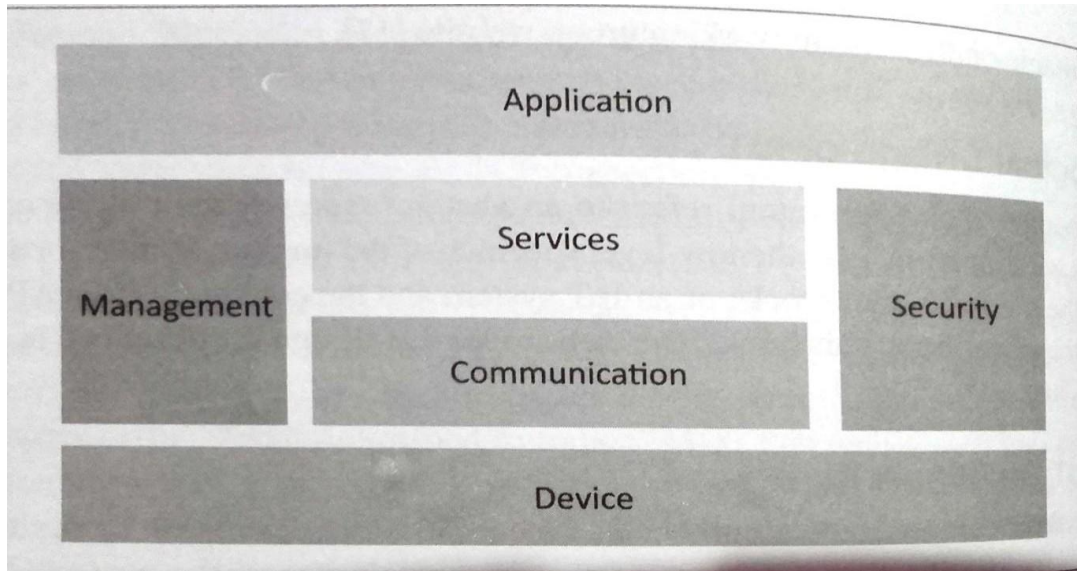 Application
Management
Services
Communication
Security
Device